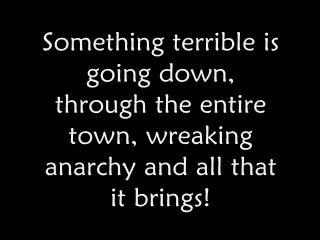 Something terrible is
going down,
through the entire
town, wreaking
anarchy and all that
it brings!